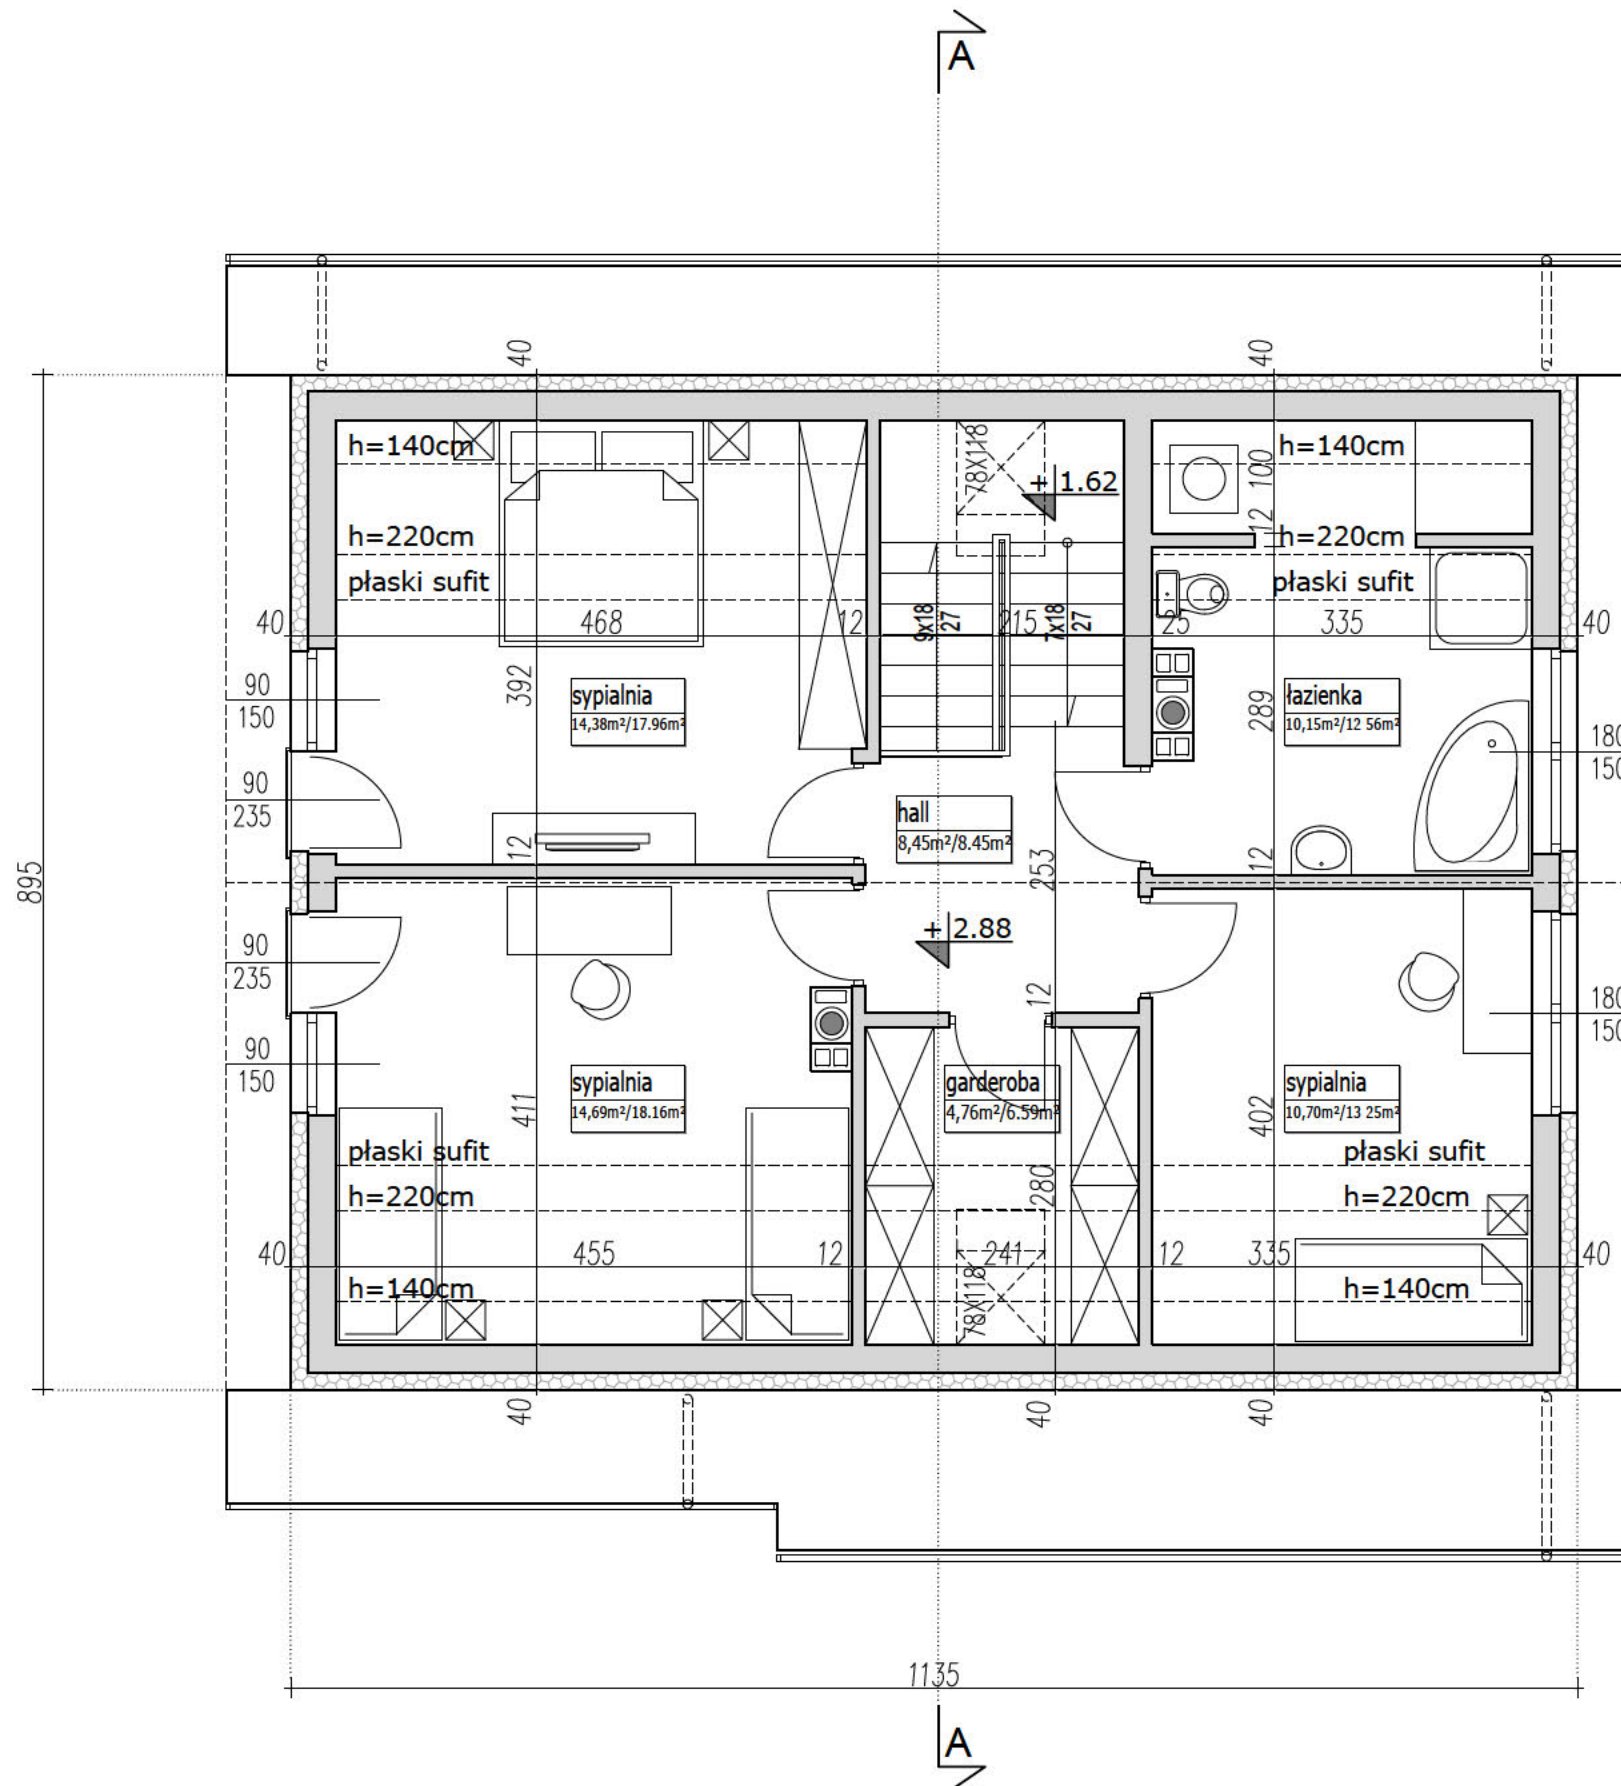 A
40
40
h=140cm
78X118
+ 1.62
100
h=140cm
h=220cm
12
h=220cm
płaski sufit
płaski sufit
40
468
12
9x18
27
215
7x18
27
25
335
40
90
150
392
sypialnia
14,38m²/17.96m²
289
łazienka
10,15m²/12 56m²
180
150
90
235
hall
8,45m²/8.45m²
12
253
12
895
90
235
+ 2.88
12
180
150
90
150
sypialnia
14,69m²/18.16m²
garderoba
4,76m²/6.59m²
sypialnia
10,70m²/13 25m²
411
402
płaski sufit
płaski sufit
h=220cm
280
h=220cm
40
455
12
241
12
335
40
h=140cm
78X118
h=140cm
40
40
40
1135
A